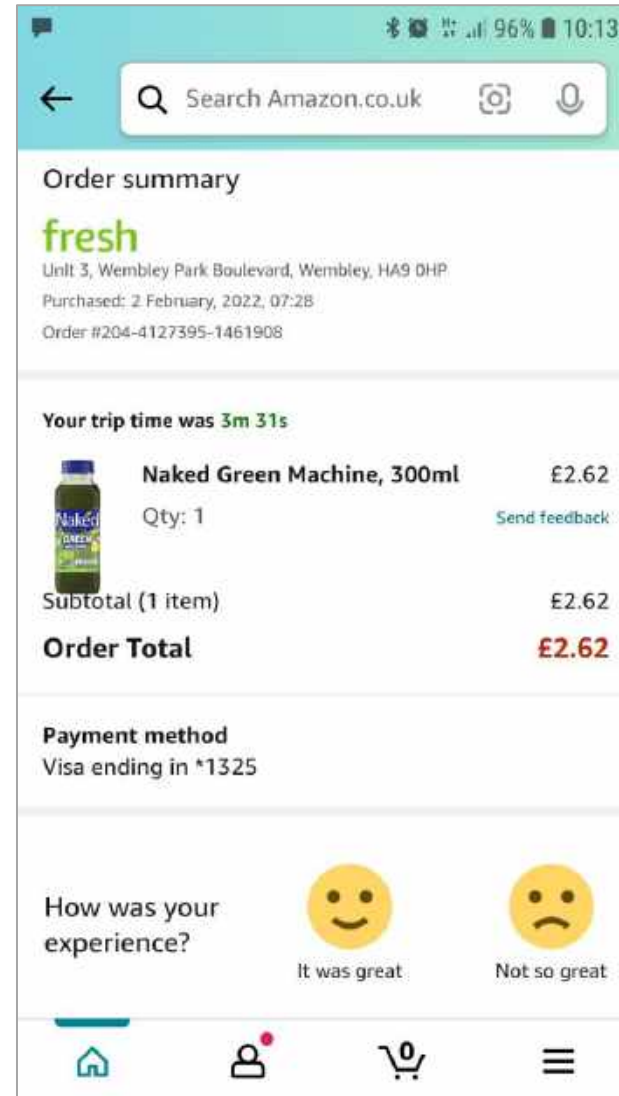 96% 10:13
Search Amazon.co.uk
Order summary
fresh
Unit 3, Wembley Park Boulevard, Wembley, HA9 0HP
Purchased: 2 February, 2022, 07:28
Order #204-4127395-1461908
Your trip time was 3m 31s
Naked Green Machine, 300ml £2.62
Qty: 1 Send feedback
Naked
GREEN
Subtotal (1 item) £2.62
Order Total £2.62
Payment method
Visa ending in *1325
How was your
experience?
It was great Not so great
0